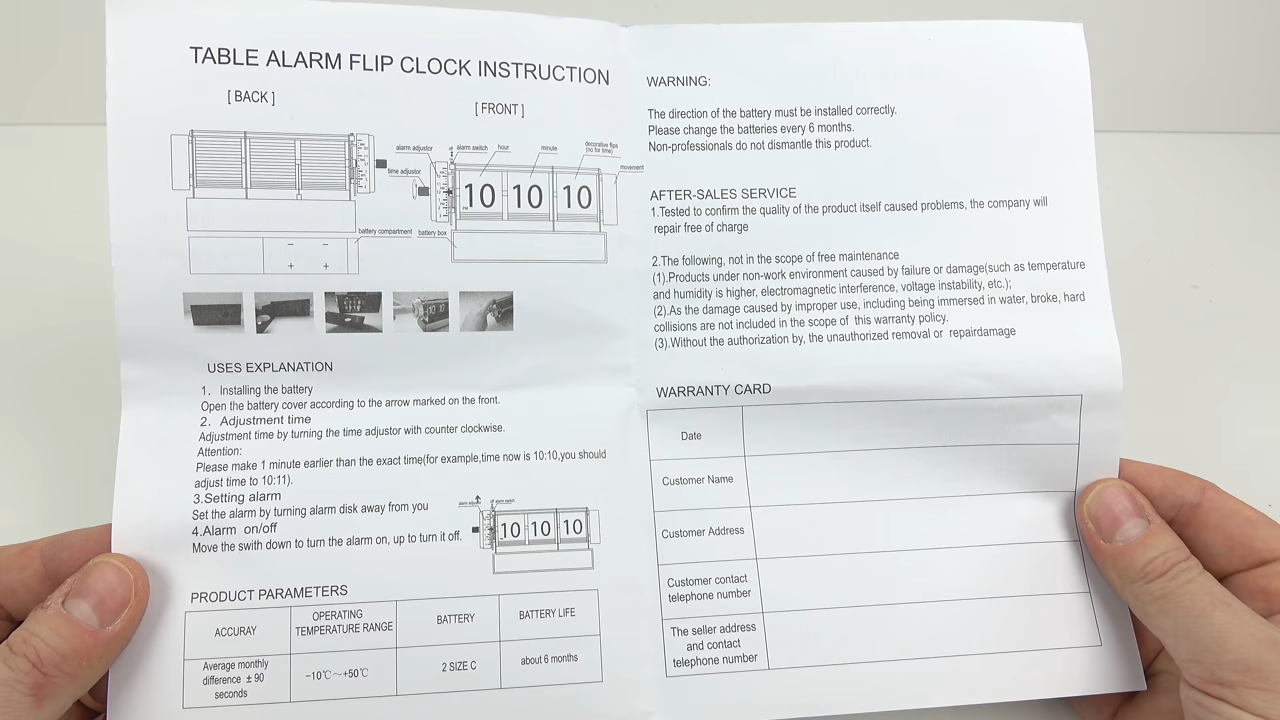 TABLE ALARM FLIP CLOCK INSTRUCTION
[ BACK ]
[ FRONT ]
alarm adjustor
alarm switch
hour
minute
decorative flips
(no for time)
time adjustor
movement
10 10 10
battery compartment
battery box
− −
+ +
USES EXPLANATION
1. Installing the battery
Open the battery cover according to the arrow marked on the front.
2. Adjustment time
Adjustment time by turning the time adjustor with counter clockwise.
Attention:
Please make 1 minute earlier than the exact time(for example,time now is 10:10,you should
adjust time to 10:11).
3.Setting alarm
Set the alarm by turning alarm disk away from you
4.Alarm on/off
Move the swith down to turn the alarm on, up to turn it off.
10 10 10
PRODUCT PARAMETERS
ACCURAY
OPERATING
TEMPERATURE RANGE
BATTERY
BATTERY LIFE
Average monthly
difference ± 90
seconds
−10℃～+50℃
2 SIZE C
about 6 months
WARNING:
The direction of the battery must be installed correctly.
Please change the batteries every 6 months.
Non-professionals do not dismantle this product.
AFTER-SALES SERVICE
1.Tested to confirm the quality of the product itself caused problems, the company will
repair free of charge
2.The following, not in the scope of free maintenance
(1).Products under non-work environment caused by failure or damage(such as temperature
and humidity is higher, electromagnetic interference, voltage instability, etc.);
(2).As the damage caused by improper use, including being immersed in water, broke, hard
collisions are not included in the scope of this warranty policy.
(3).Without the authorization by, the unauthorized removal or repairdamage
WARRANTY CARD
Date
Customer Name
Customer Address
Customer contact
telephone number
The seller address
and contact
telephone number